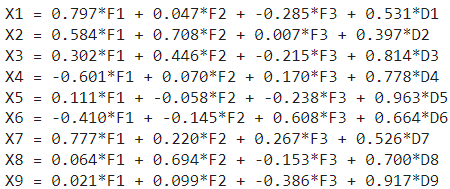 X1 = 0.797*F1 + 0.047*F2 + -0.285*F3 + 0.531*D1
X2 = 0.584*F1 + 0.708*F2 + 0.007*F3 + 0.397*D2
X3 = 0.302*F1 + 0.446*F2 + -0.215*F3 + 0.814*D3
X4 = -0.601*F1 + 0.070*F2 + 0.170*F3 + 0.778*D4
X5 = 0.111*F1 + -0.058*F2 + -0.238*F3 + 0.963*D5
X6 = -0.410*F1 + -0.145*F2 + 0.608*F3 + 0.664*D6
X7 = 0.777*F1 + 0.220*F2 + 0.267*F3 + 0.526*D7
X8 = 0.064*F1 + 0.694*F2 + -0.153*F3 + 0.700*D8
X9 = 0.021*F1 + 0.099*F2 + -0.386*F3 + 0.917*D9